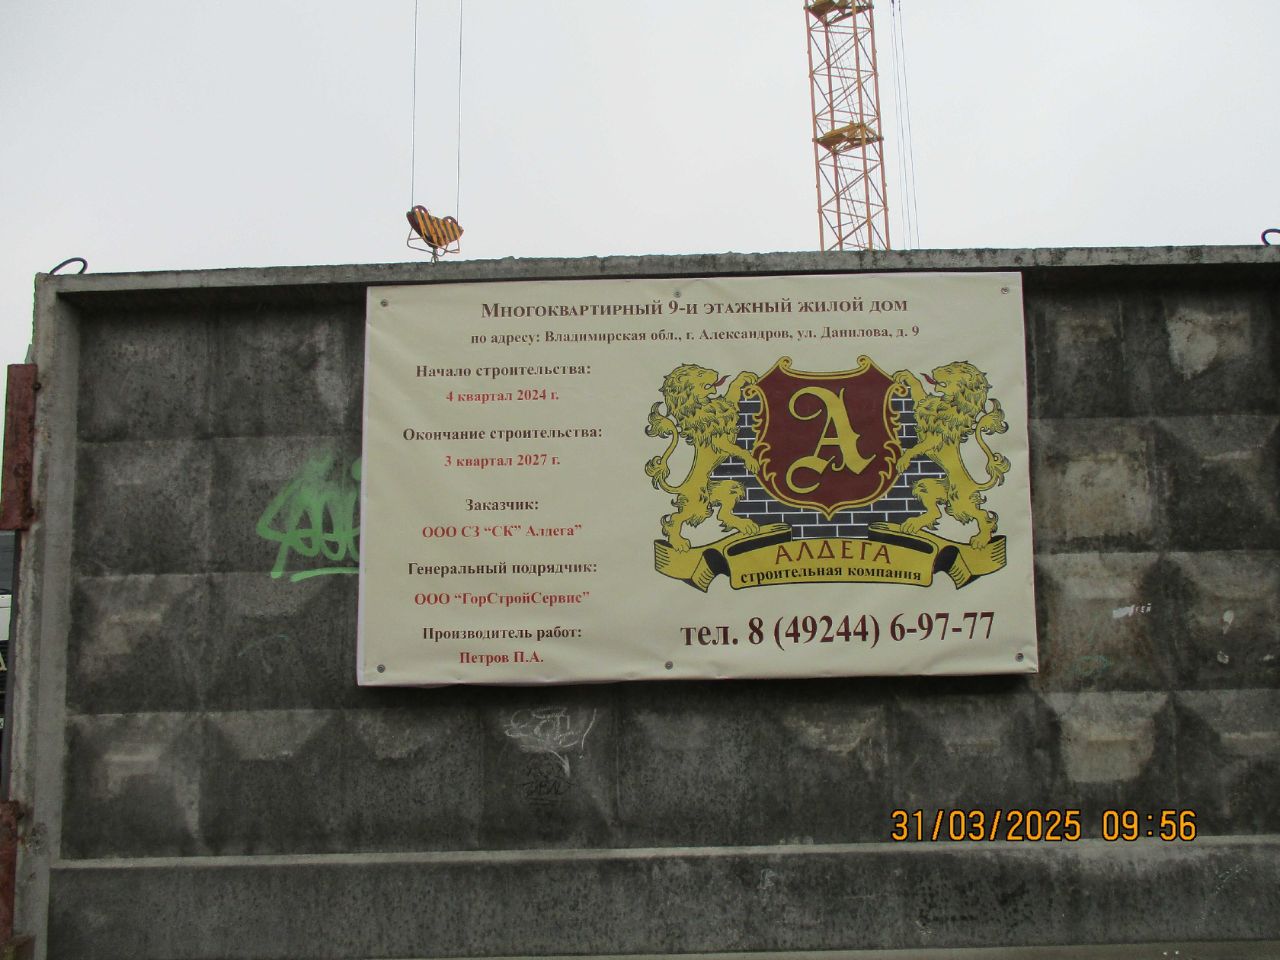 Многоквартирный 9-и этажный жилой дом
по адресу: Владимирская обл., г. Александров, ул. Данилова, д. 9
Начало строительства:
4 квартал 2024 г.
Окончание строительства:
3 квартал 2027 г.
Заказчик:
ООО СЗ “СК” Алдега”
Генеральный подрядчик:
ООО “ГорСтройСервис”
Производитель работ:
Петров П.А.
А
АЛДЕГА
строительная компания
тел. 8 (49244) 6-97-77
31/03/2025 09:56